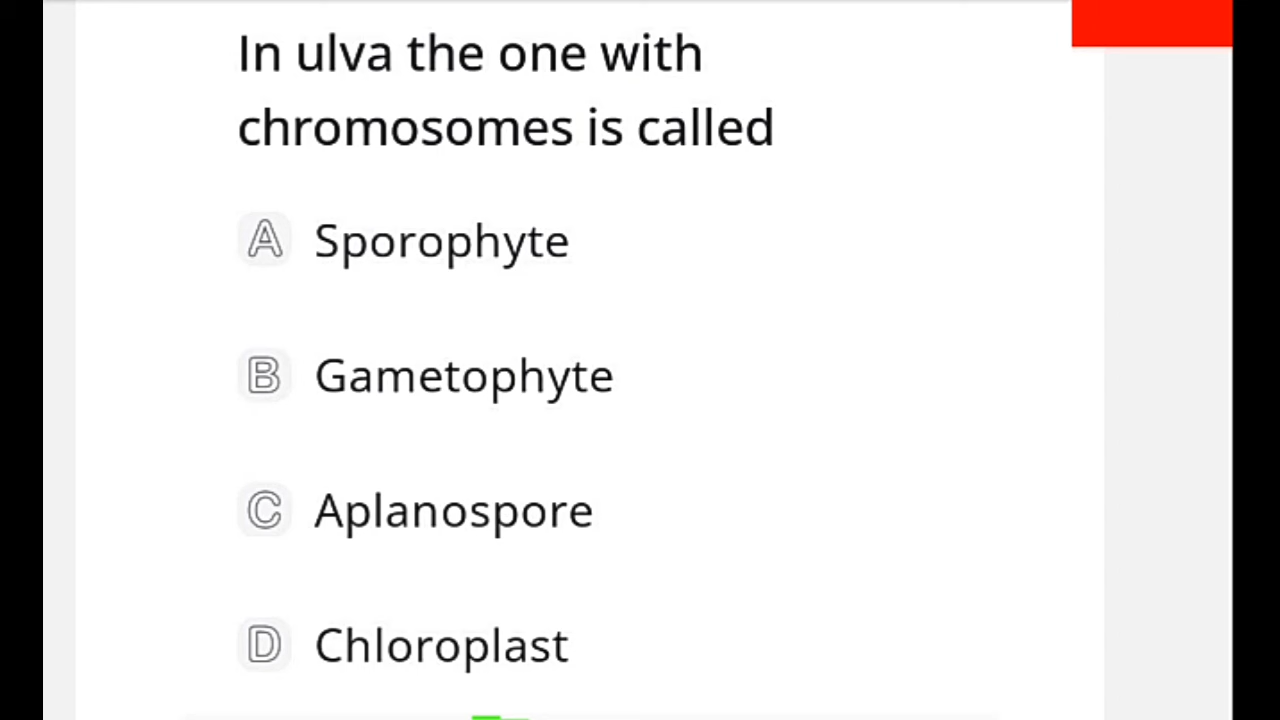 In ulva the one with
chromosomes is called
A Sporophyte
B Gametophyte
C Aplanospore
D Chloroplast